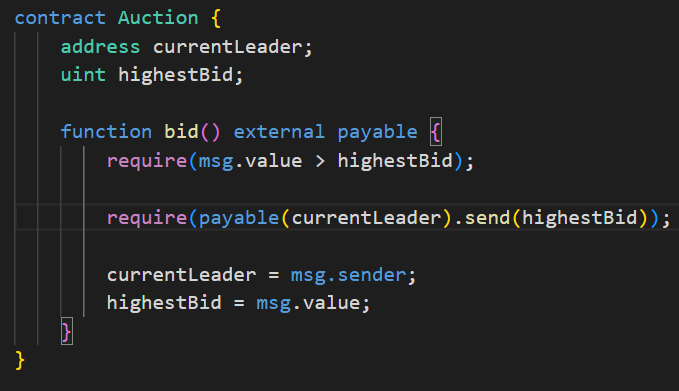 contract Auction {
address currentLeader;
uint highestBid;
function bid() external payable {
require(msg.value > highestBid);
require(payable(currentLeader).send(highestBid));
currentLeader = msg.sender;
highestBid = msg.value;
}
}